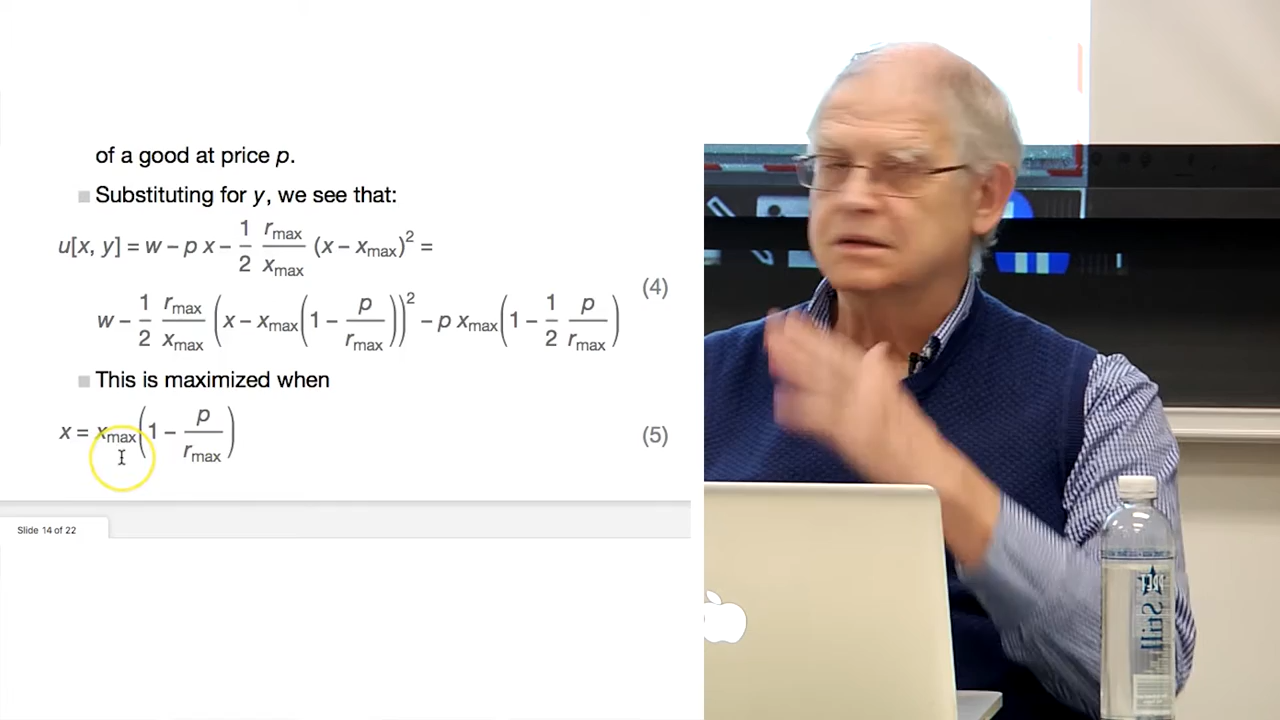 of a good at price p.
Substituting for y, we see that:
u[x, y] = w − p x − 1/2 r_max/x_max (x − x_max)² =
w − 1/2 r_max/x_max (x − x_max(1 − p/r_max))² − p x_max(1 − 1/2 p/r_max)
(4)
This is maximized when
x = x_max(1 − p/r_max)
(5)
Slide 14 of 22